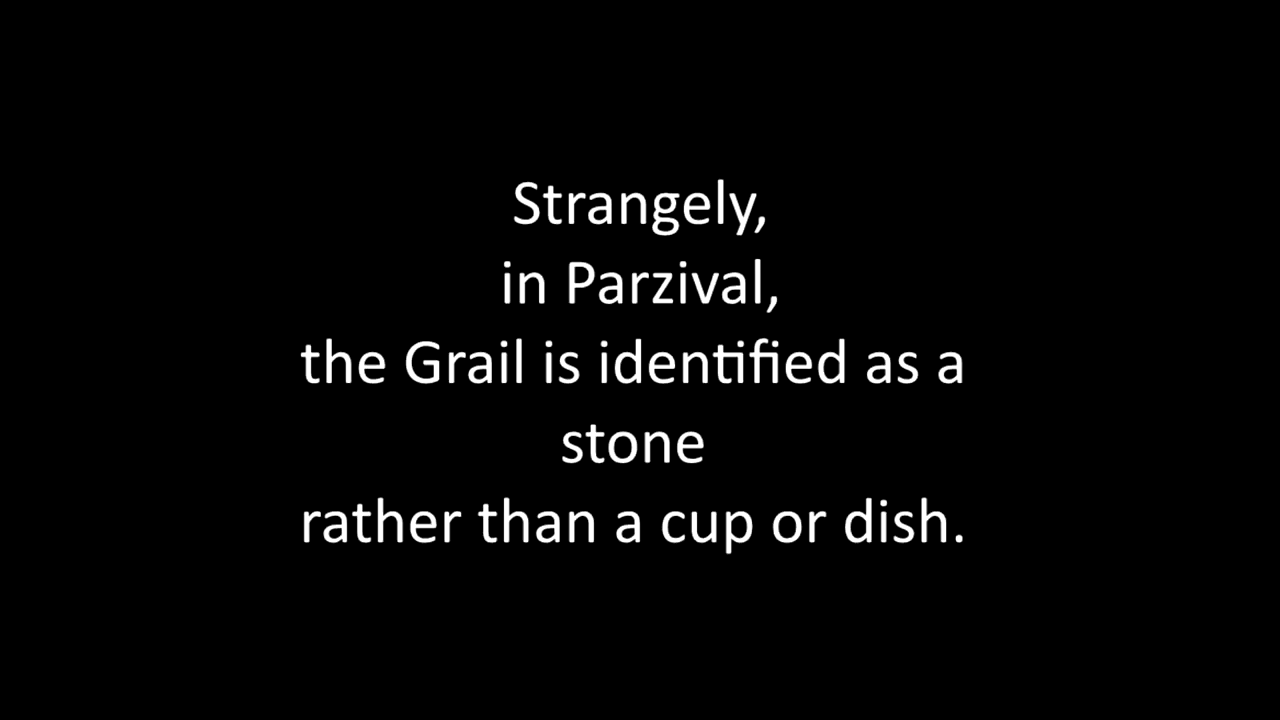 Strangely,
in Parzival,
the Grail is identified as a
stone
rather than a cup or dish.